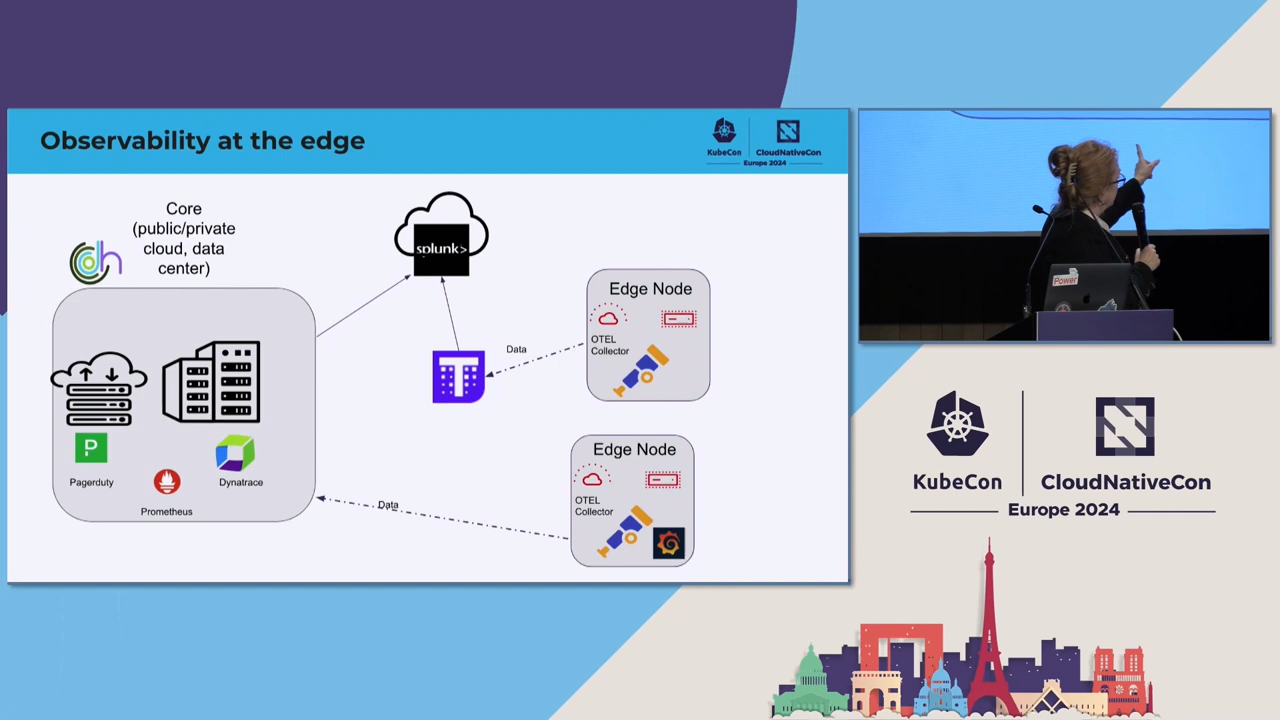 Observability at the edge
KubeCon
CloudNativeCon
Europe 2024
Core
(public/private
cloud, data
center)
splunk>
Edge Node
OTEL
Collector
Data
T
Edge Node
OTEL
Collector
P
Pagerduty
Dynatrace
Prometheus
Data
Power
KubeCon
CloudNativeCon
Europe 2024